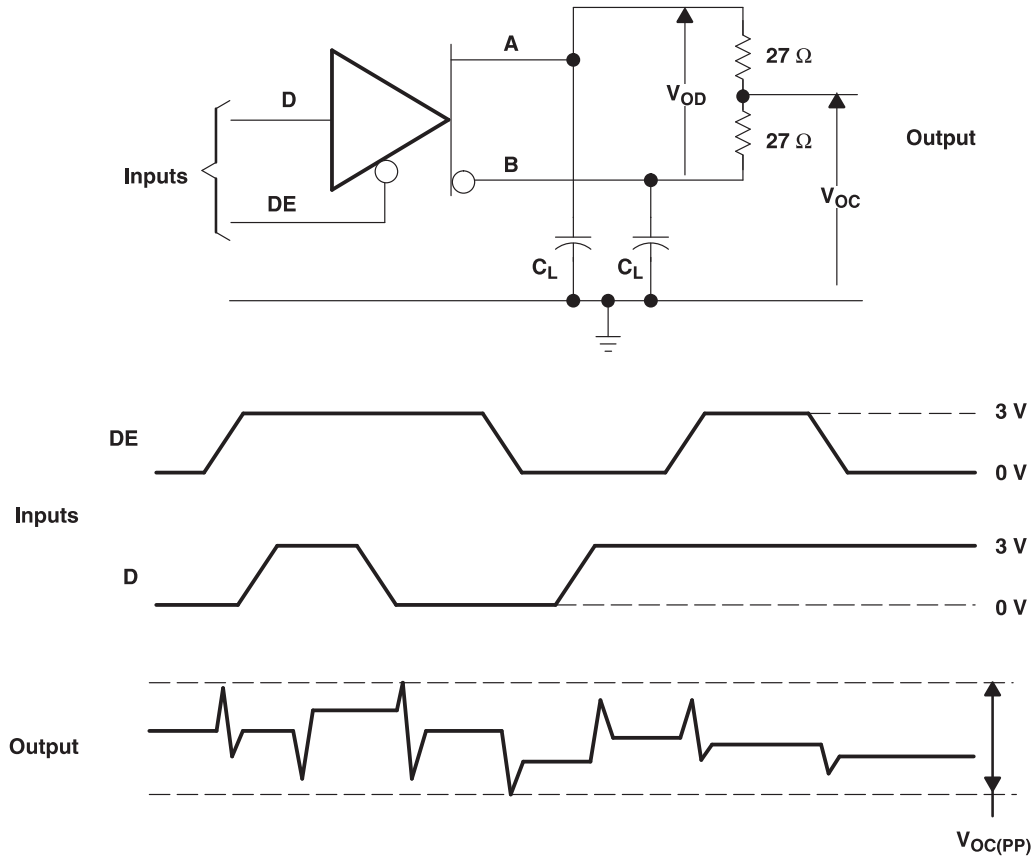 A
27 Ω
D
V_OD
27 Ω
Output
Inputs
B
DE
V_OC
C_L
C_L
DE
3 V
0 V
Inputs
3 V
D
0 V
Output
V_OC(PP)